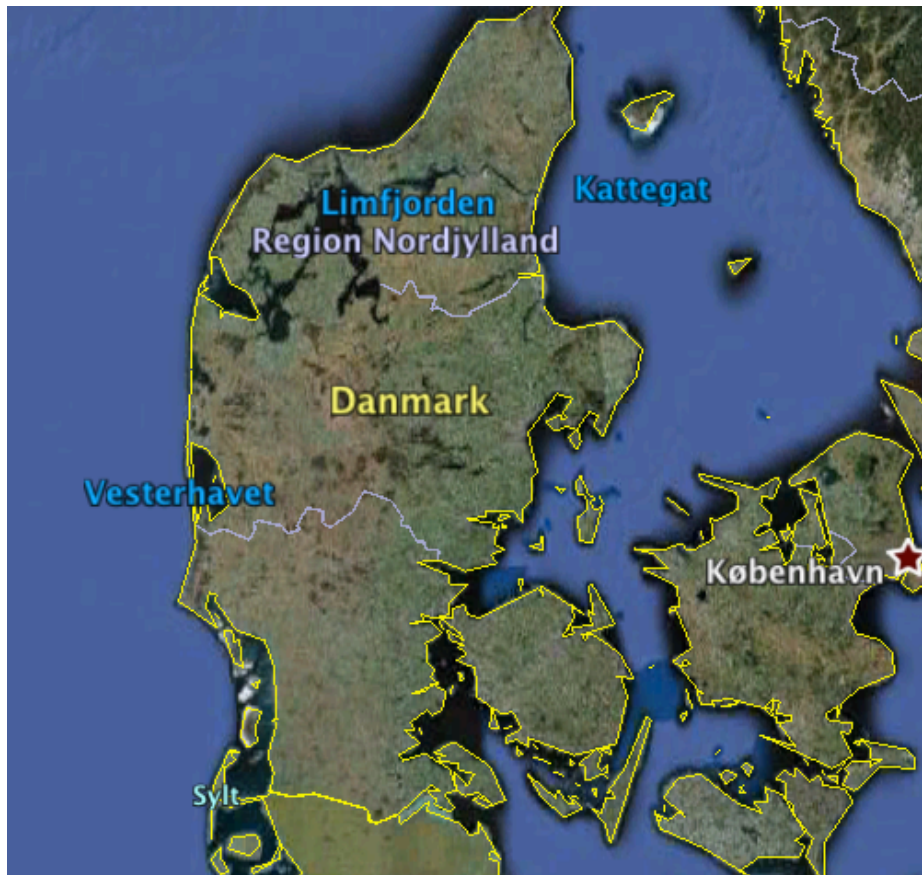 Limfjorden
Kattegat
Region Nordjylland
Danmark
Vesterhavet
København
Sylt